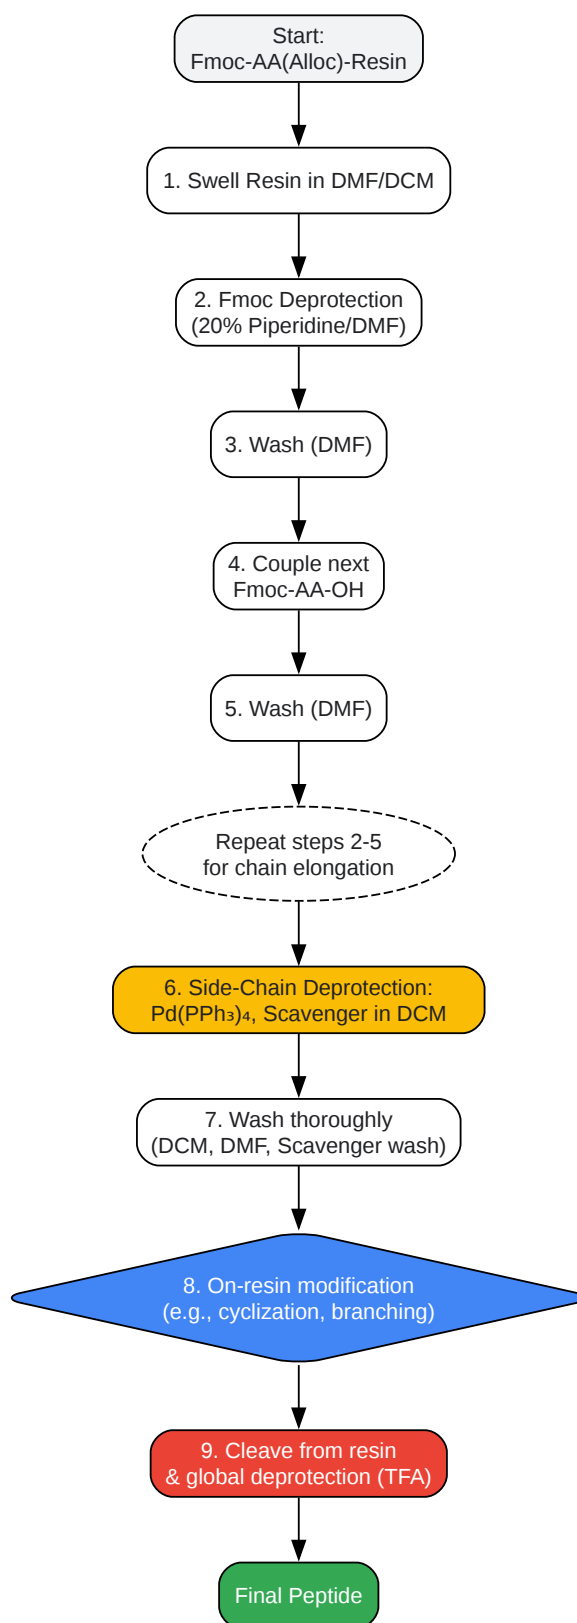 Start:
Fmoc-AA(Alloc)-Resin
1. Swell Resin in DMF/DCM
2. Fmoc Deprotection
(20% Piperidine/DMF)
3. Wash (DMF)
4. Couple next
Fmoc-AA-OH
5. Wash (DMF)
Repeat steps 2-5
for chain elongation
6. Side-Chain Deprotection:
Pd(PPh₃)₄, Scavenger in DCM
7. Wash thoroughly
(DCM, DMF, Scavenger wash)
8. On-resin modification
(e.g., cyclization, branching)
9. Cleave from resin
& global deprotection (TFA)
Final Peptide